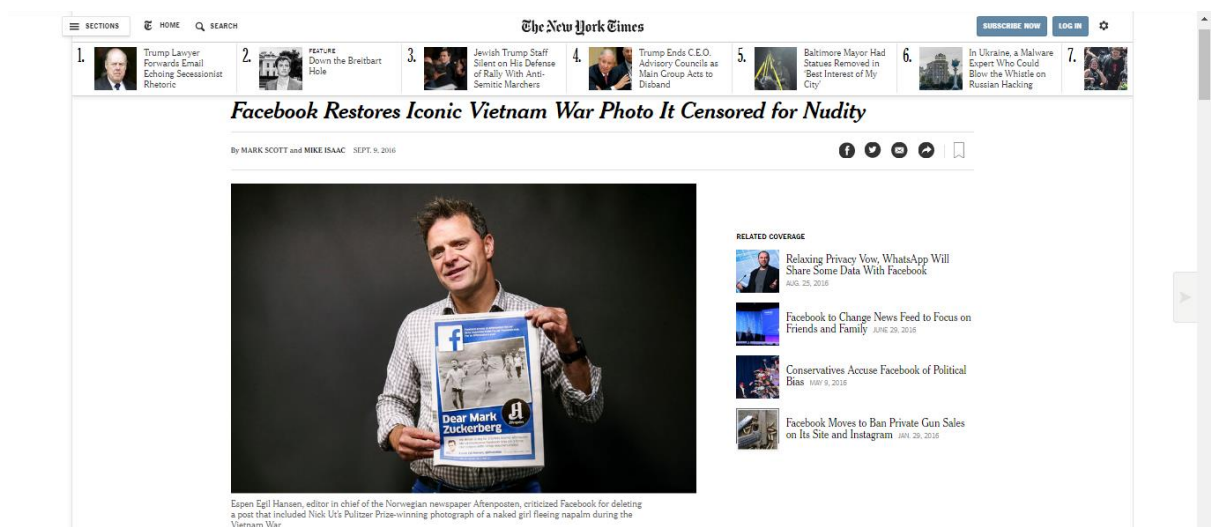 SECTIONS HOME SEARCH The New York Times SUBSCRIBE NOW LOG IN
1. Trump Lawyer
Forwards Email
Echoing Secessionist
Rhetoric
2. FEATURE
Down the Breitbart
Hole
3. Jewish Trump Staff
Silent on His Defense
of Rally With Anti-
Semitic Marchers
4. Trump Ends C.E.O.
Advisory Councils as
Main Group Acts to
Disband
5. Baltimore Mayor Had
Statues Removed in
'Best Interest of My
City'
6. In Ukraine, a Malware
Expert Who Could
Blow the Whistle on
Russian Hacking
7.
Facebook Restores Iconic Vietnam War Photo It Censored for Nudity
By MARK SCOTT and MIKE ISAAC SEPT. 9, 2016
Dear Mark
Zuckerberg
RELATED COVERAGE
Relaxing Privacy Vow, WhatsApp Will
Share Some Data With Facebook
AUG. 25, 2016
Facebook to Change News Feed to Focus on
Friends and Family JUNE 29, 2016
Conservatives Accuse Facebook of Political
Bias MAY 9, 2016
Facebook Moves to Ban Private Gun Sales
on Its Site and Instagram JAN. 29, 2016
Espen Egil Hansen, editor in chief of the Norwegian newspaper Aftenposten, criticized Facebook for deleting
a post that included Nick Ut's Pulitzer Prize-winning photograph of a naked girl fleeing napalm during the
Vietnam War.